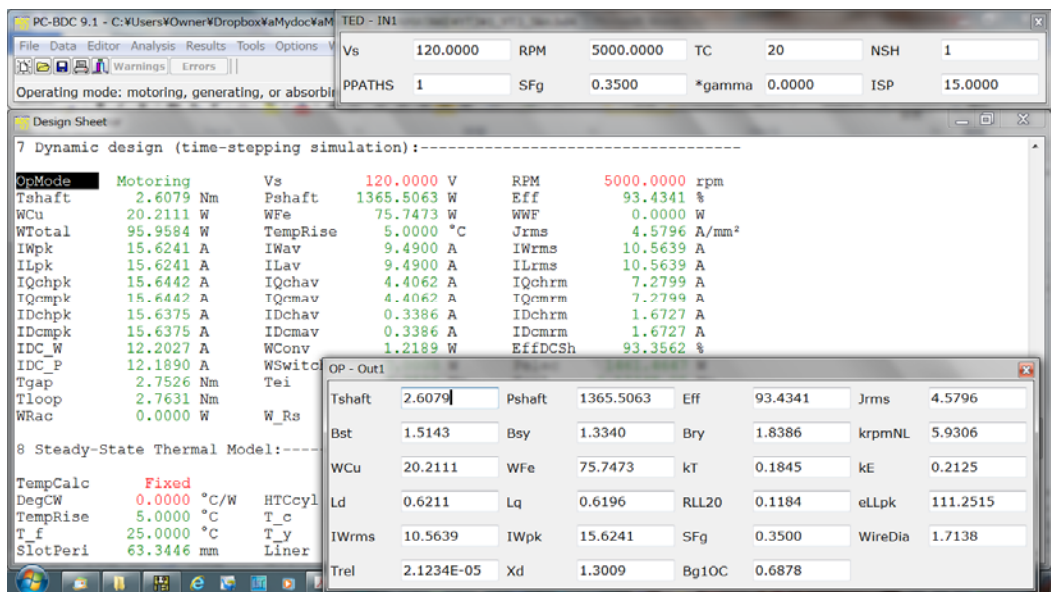 PC-BDC 9.1 - C:¥Users¥Owner¥Dropbox¥aMydoc¥aM
File Data Editor Analysis Results Tools Options
Warnings Errors
Operating mode: motoring, generating, or absorbin
TED - IN1
Vs 120.0000 RPM 5000.0000 TC 20 NSH 1
PPATHS 1 SFg 0.3500 *gamma 0.0000 ISP 15.0000
Design Sheet
7 Dynamic design (time-stepping simulation):-----------------------------------
OpMode Motoring Vs 120.0000 V RPM 5000.0000 rpm
Tshaft 2.6079 Nm Pshaft 1365.5063 W Eff 93.4341 %
WCu 20.2111 W WFe 75.7473 W WWF 0.0000 W
WTotal 95.9584 W TempRise 5.0000 °C Jrms 4.5796 A/mm²
IWpk 15.6241 A IWav 9.4900 A IWrms 10.5639 A
ILpk 15.6241 A ILav 9.4900 A ILrms 10.5639 A
IQchpk 15.6442 A IQchav 4.4062 A IQchrm 7.2799 A
IQcmpk 15.6442 A IQcmav 4.4062 A IQcmrm 7.2799 A
IDchpk 15.6375 A IDchav 0.3386 A IDchrm 1.6727 A
IDcmpk 15.6375 A IDcmav 0.3386 A IDcmrm 1.6727 A
IDC_W 12.2027 A WConv 1.2189 W EffDCSh 93.3562 %
IDC_P 12.1890 A WSwitc
Tgap 2.7526 Nm Tei
Tloop 2.7631 Nm
WRac 0.0000 W W_Rs
8 Steady-State Thermal Model:----
TempCalc Fixed
DegCW 0.0000 °C/W HTCcyl
TempRise 5.0000 °C T_c
T_f 25.0000 °C T_y
SlotPeri 63.3446 mm Liner
OP - Out1
Tshaft 2.6079 Pshaft 1365.5063 Eff 93.4341 Jrms 4.5796
Bst 1.5143 Bsy 1.3340 Bry 1.8386 krpmNL 5.9306
WCu 20.2111 WFe 75.7473 kT 0.1845 kE 0.2125
Ld 0.6211 Lq 0.6196 RLL20 0.1184 eLLpk 111.2515
IWrms 10.5639 IWpk 15.6241 SFg 0.3500 WireDia 1.7138
Trel 2.1234E-05 Xd 1.3009 Bg1OC 0.6878